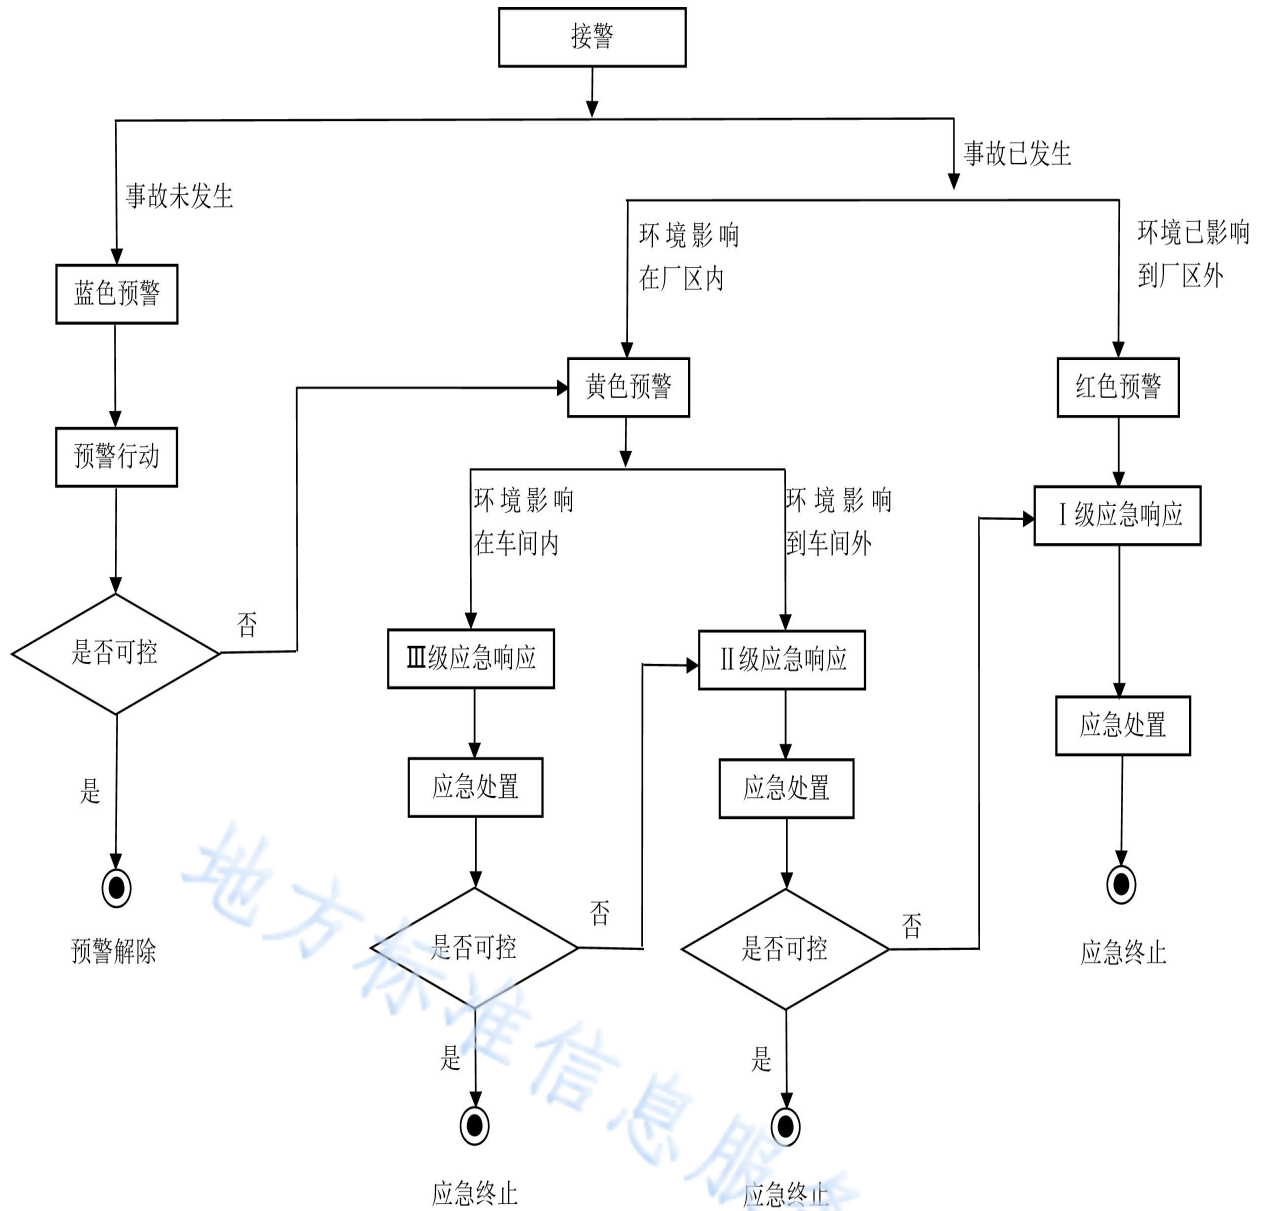 接警
事故已发生
事故未发生
环境影响
在厂区内
环境已影响
到厂区外
蓝色预警
黄色预警
红色预警
预警行动
环境影响
在车间内
环境影响
到车间外
Ⅰ级应急响应
否
是否可控
Ⅲ级应急响应
Ⅱ级应急响应
应急处置
是
应急处置
应急处置
否
否
预警解除
是否可控
是否可控
应急终止
是
是
应急终止
应急终止
地方标准信息服